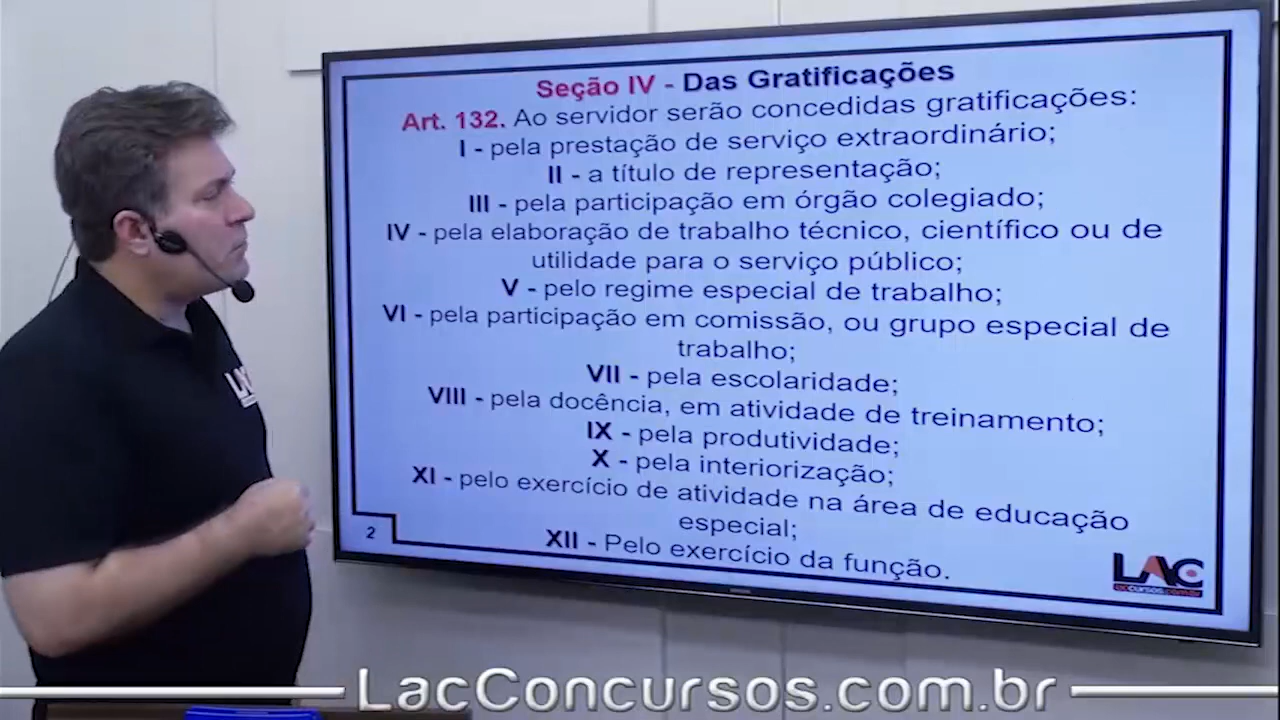 Seção IV - Das Gratificações
Art. 132. Ao servidor serão concedidas gratificações:
I - pela prestação de serviço extraordinário;
II - a título de representação;
III - pela participação em órgão colegiado;
IV - pela elaboração de trabalho técnico, científico ou de
utilidade para o serviço público;
V - pelo regime especial de trabalho;
VI - pela participação em comissão, ou grupo especial de
trabalho;
VII - pela escolaridade;
VIII - pela docência, em atividade de treinamento;
IX - pela produtividade;
X - pela interiorização;
XI - pelo exercício de atividade na área de educação
especial;
XII - Pelo exercício da função.
2
LAC
laccursos.com.br
LAC
LacConcursos.com.br